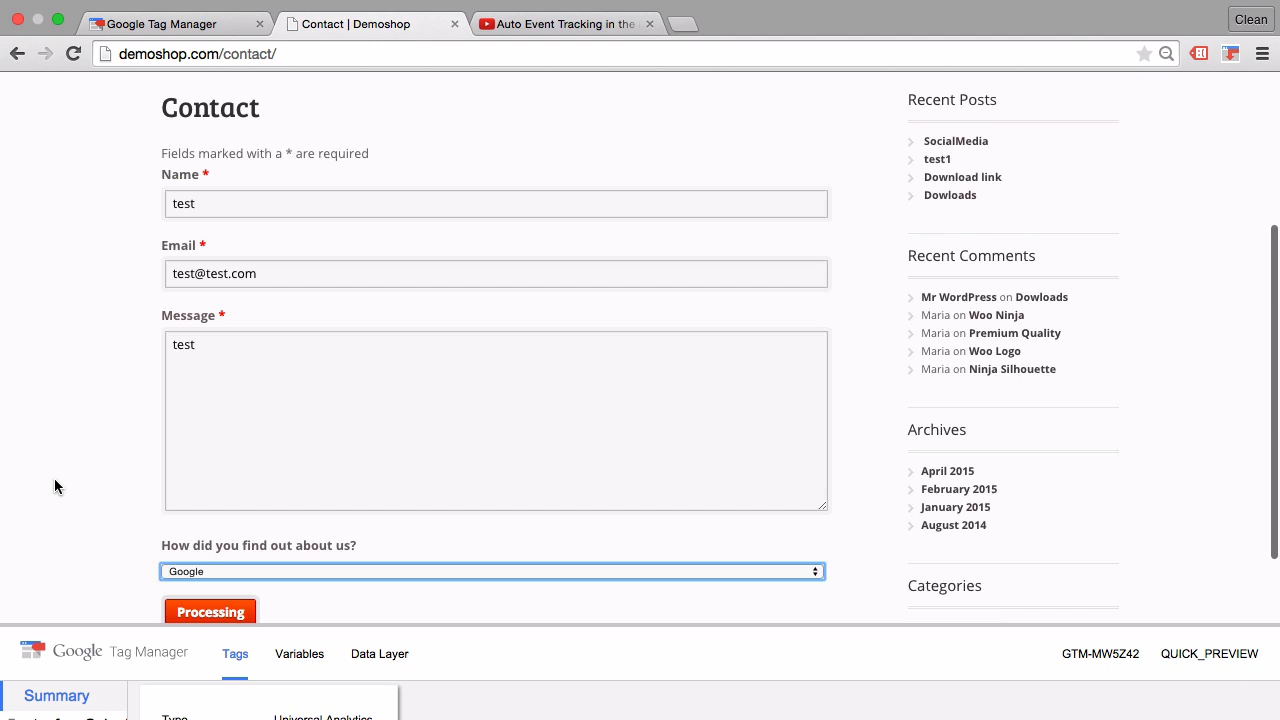 Google Tag Manager
Contact | Demoshop
Auto Event Tracking in the
Clean
demoshop.com/contact/
Contact
Fields marked with a * are required
Name *
test
Email *
test@test.com
Message *
test
How did you find out about us?
Google
Processing
Recent Posts
SocialMedia
test1
Download link
Dowloads
Recent Comments
Mr WordPress on Dowloads
Maria on Woo Ninja
Maria on Premium Quality
Maria on Woo Logo
Maria on Ninja Silhouette
Archives
April 2015
February 2015
January 2015
August 2014
Categories
Google Tag Manager
Tags
Variables
Data Layer
GTM-MW5Z42
QUICK_PREVIEW
Summary
Type
Universal Analytics